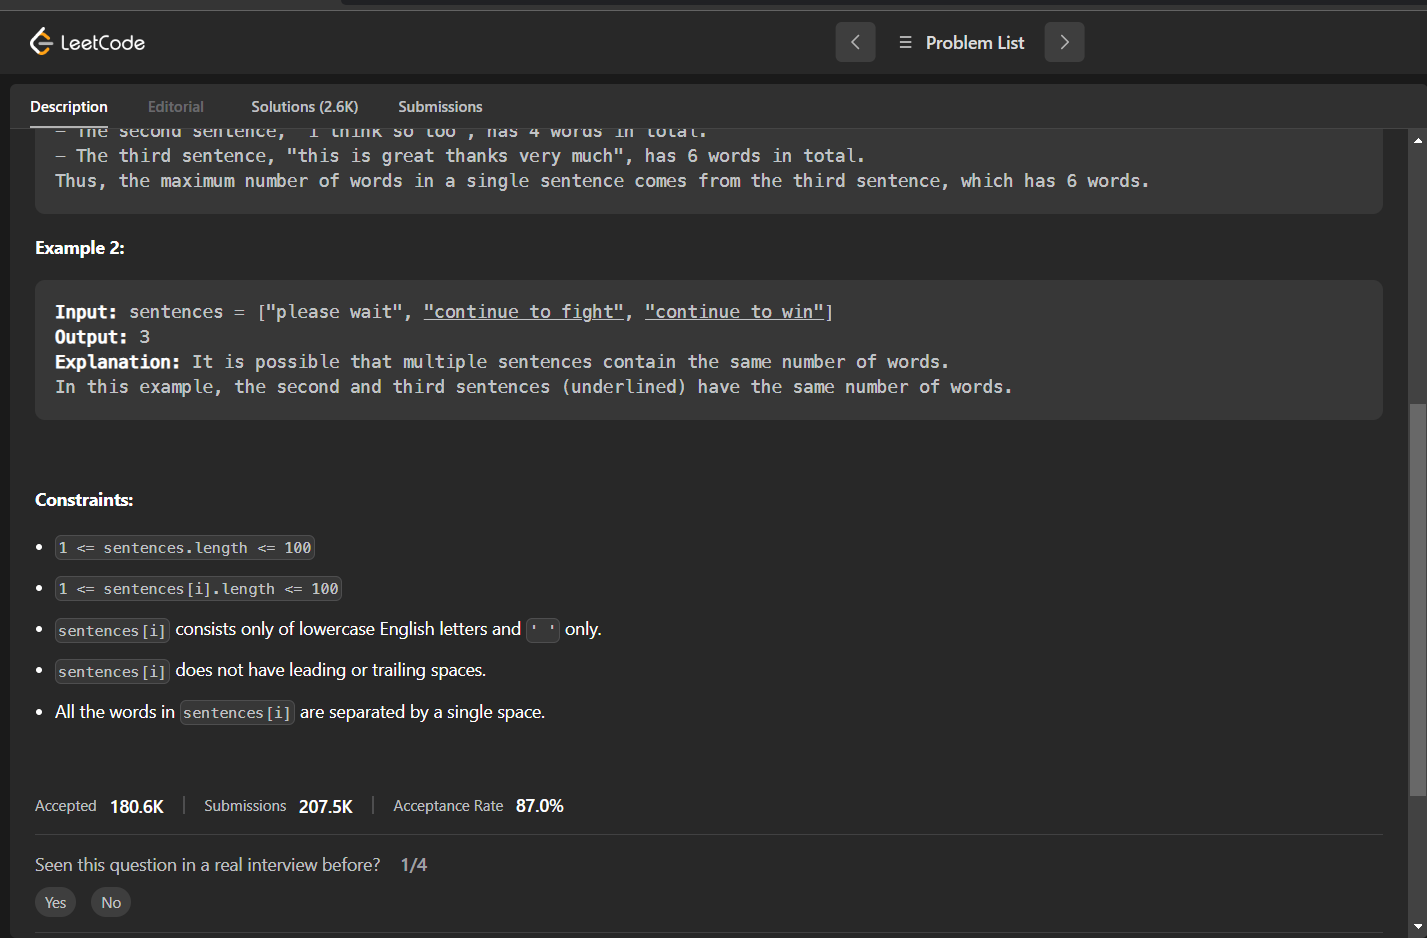 LeetCode
Problem List
Description Editorial Solutions (2.6K) Submissions
– The second sentence, "i think so too", has 4 words in total.
– The third sentence, "this is great thanks very much", has 6 words in total.
Thus, the maximum number of words in a single sentence comes from the third sentence, which has 6 words.
Example 2:
Input: sentences = ["please wait", "continue to fight", "continue to win"]
Output: 3
Explanation: It is possible that multiple sentences contain the same number of words.
In this example, the second and third sentences (underlined) have the same number of words.
Constraints:
• 1 <= sentences.length <= 100
• 1 <= sentences[i].length <= 100
• sentences[i] consists only of lowercase English letters and ' ' only.
• sentences[i] does not have leading or trailing spaces.
• All the words in sentences[i] are separated by a single space.
Accepted 180.6K | Submissions 207.5K | Acceptance Rate 87.0%
Seen this question in a real interview before? 1/4
Yes No